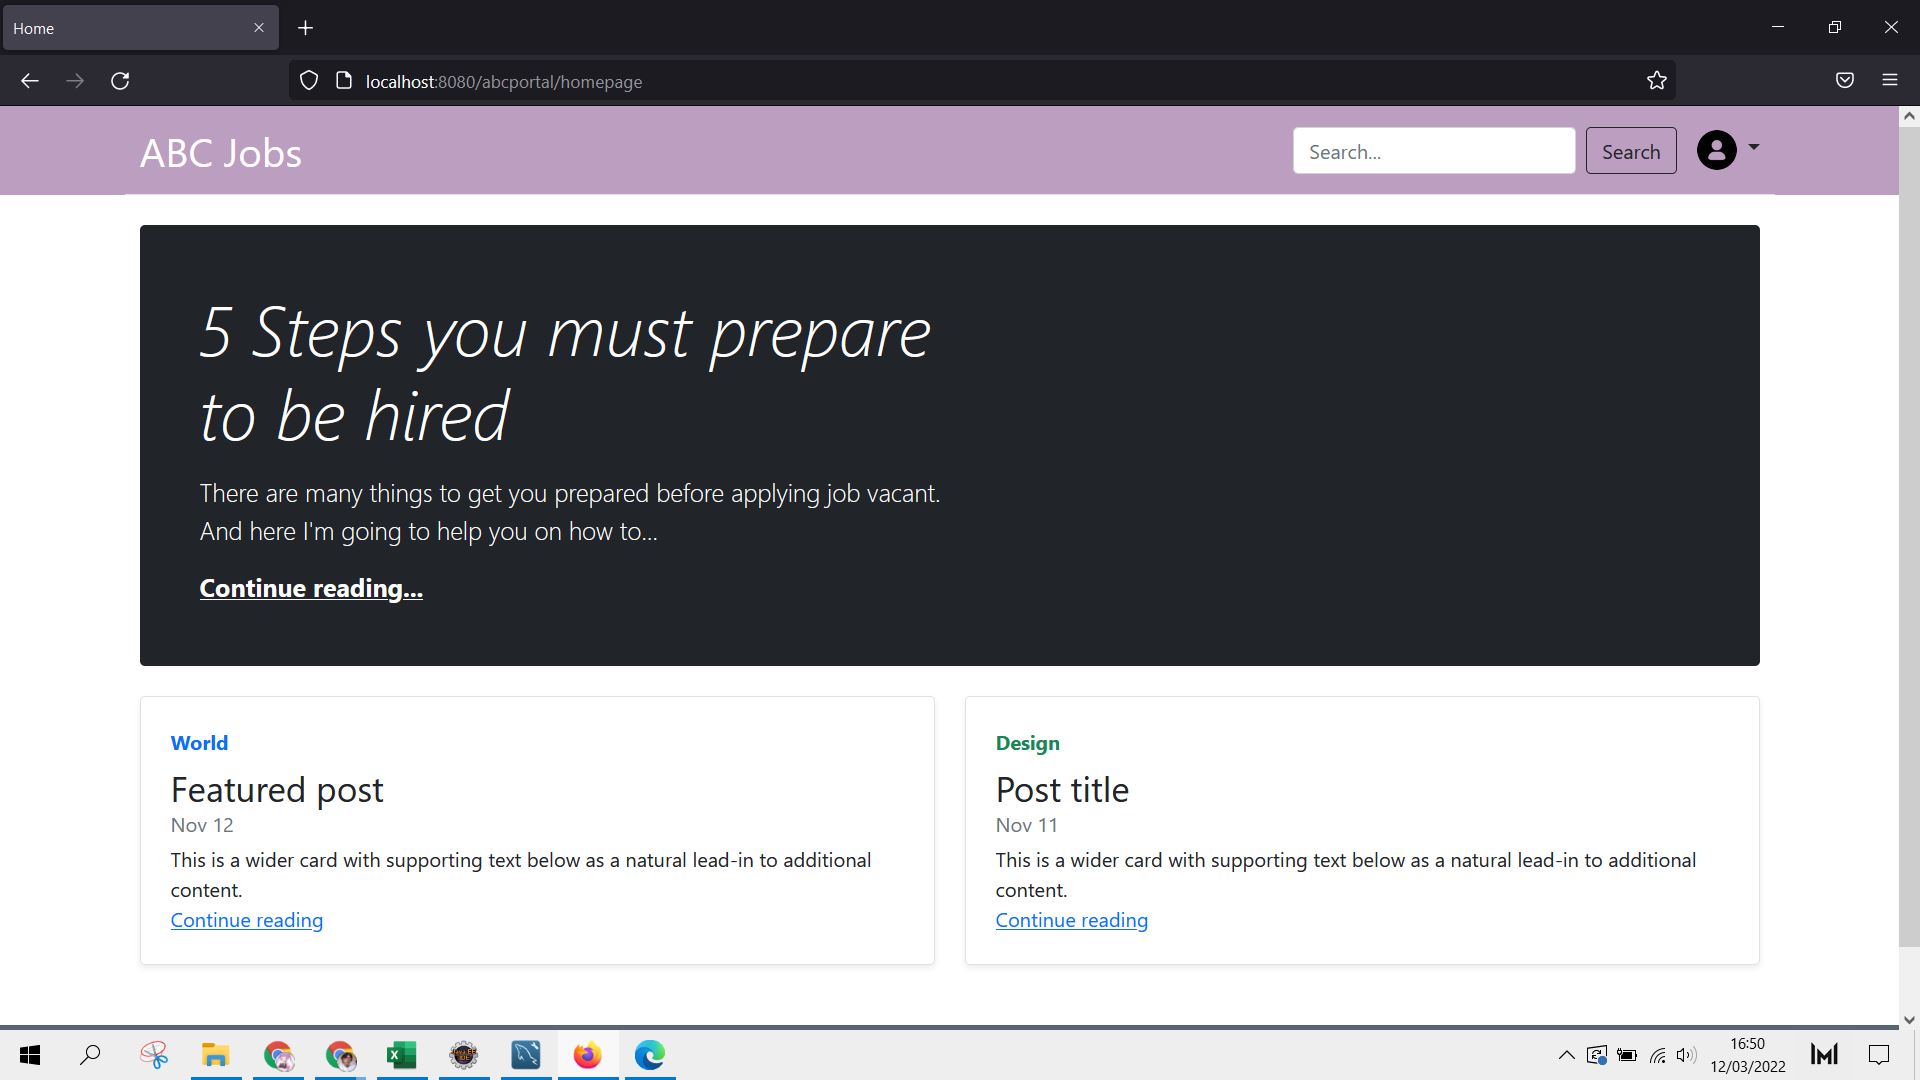 Home
localhost:8080/abcportal/homepage
ABC Jobs
Search...
Search
5 Steps you must prepare
to be hired
There are many things to get you prepared before applying job vacant.
And here I'm going to help you on how to...
Continue reading...
World
Featured post
Nov 12
This is a wider card with supporting text below as a natural lead-in to additional
content.
Continue reading
Design
Post title
Nov 11
This is a wider card with supporting text below as a natural lead-in to additional
content.
Continue reading
16:50
12/03/2022